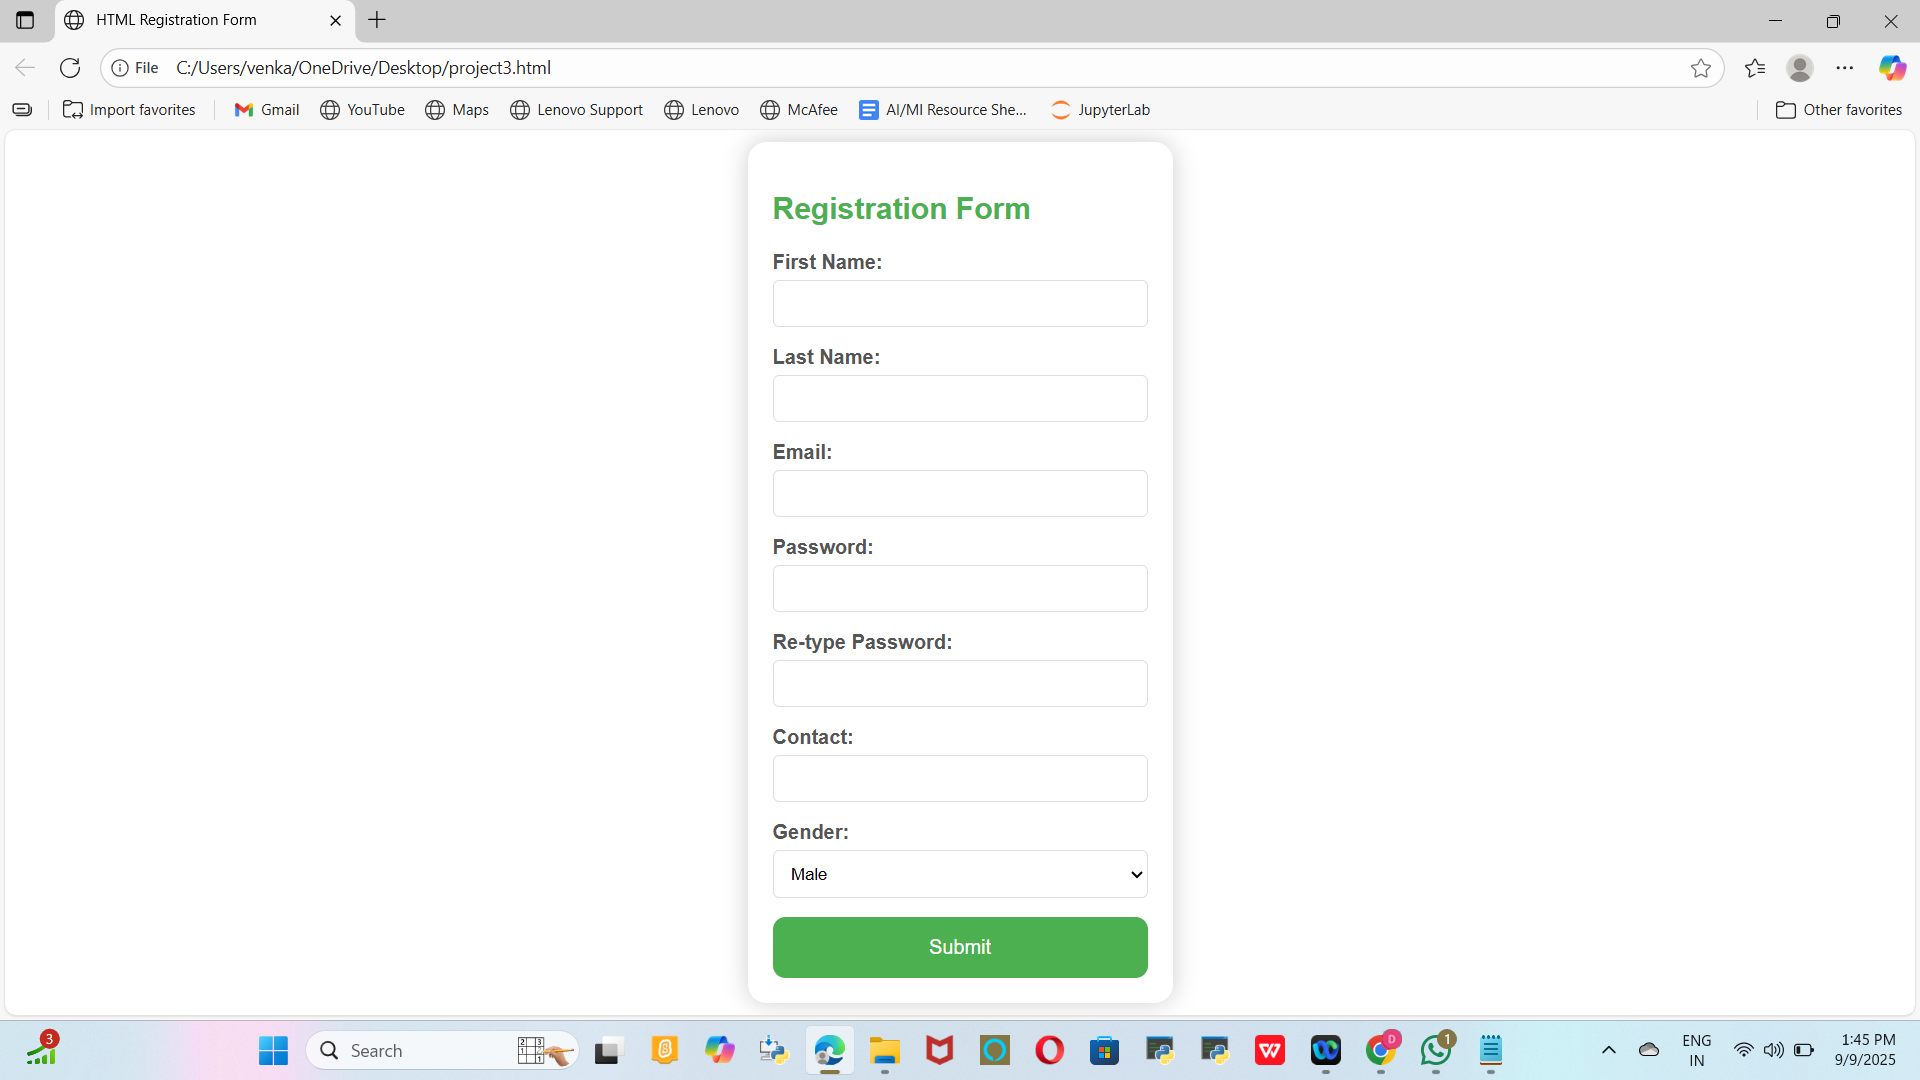 HTML Registration Form
File C:/Users/venka/OneDrive/Desktop/project3.html
Import favorites Gmail YouTube Maps Lenovo Support Lenovo McAfee AI/MI Resource She... JupyterLab Other favorites
Registration Form
First Name:
Last Name:
Email:
Password:
Re-type Password:
Contact:
Gender:
Male
Submit
3
Search
D
1
ENG
IN
1:45 PM
9/9/2025